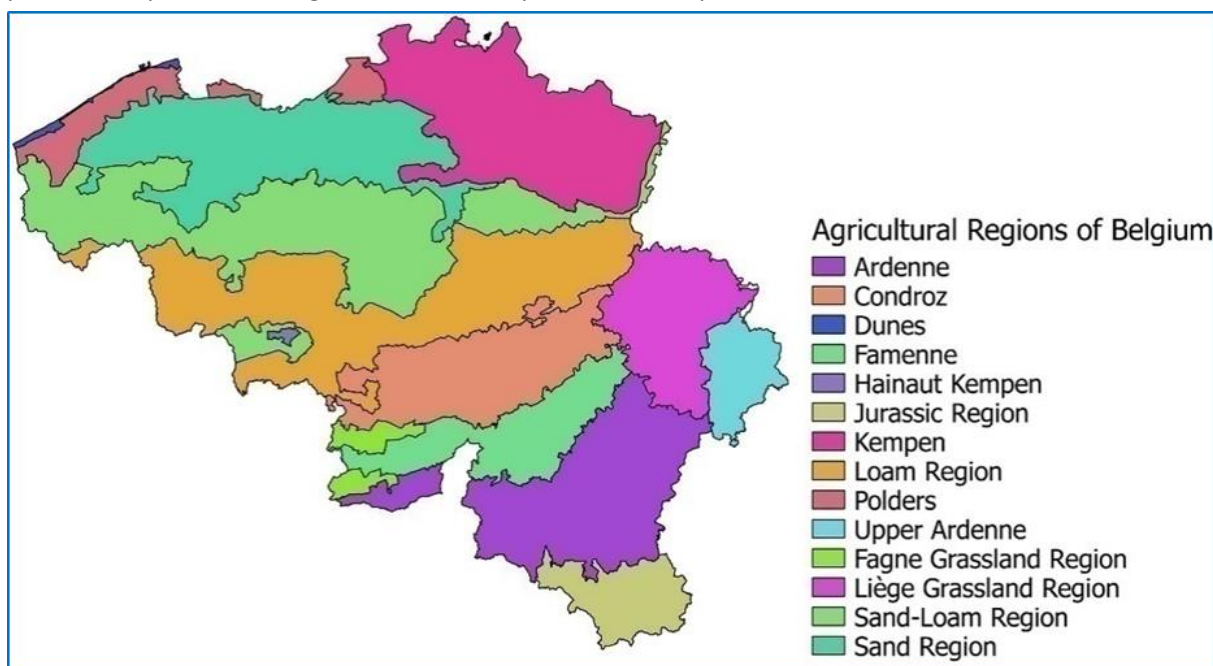 Agricultural Regions of Belgium
Ardenne
Condroz
Dunes
Famenne
Hainaut Kempen
Jurassic Region
Kempen
Loam Region
Polders
Upper Ardenne
Fagne Grassland Region
Liège Grassland Region
Sand-Loam Region
Sand Region